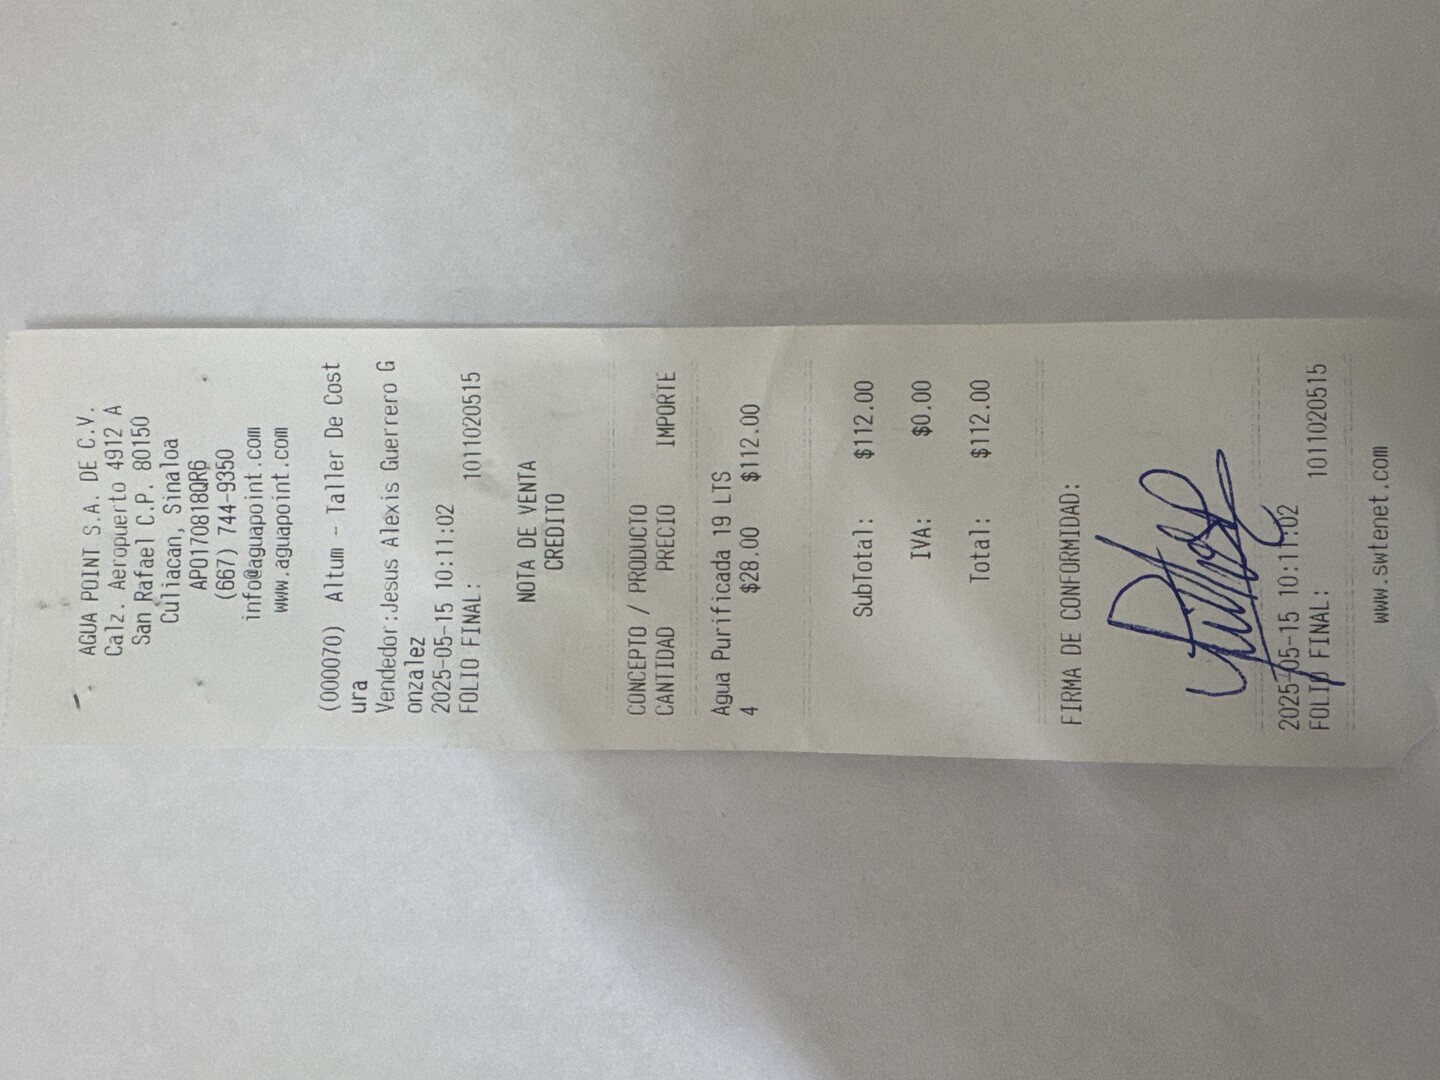 AGUA POINT S.A. DE C.V.
Calz. Aeropuerto 4912 A
San Rafael C.P. 80150
Culiacan, Sinaloa
APO170818QR6
(667) 744-9350
info@aguapoint.com
www.aguapoint.com
(000070) Altum - Taller De Cost
ura
Vendedor:Jesus Alexis Guerrero G
onzalez
2025-05-15 10:11:02
FOLIO FINAL: 1011020515
NOTA DE VENTA
CREDITO
CONCEPTO / PRODUCTO
CANTIDAD PRECIO IMPORTE
Agua Purificada 19 LTS
4 $28.00 $112.00
SubTotal: $112.00
IVA: $0.00
Total: $112.00
FIRMA DE CONFORMIDAD:
2025-05-15 10:11:02
FOLIO FINAL: 1011020515
www.swtenet.com